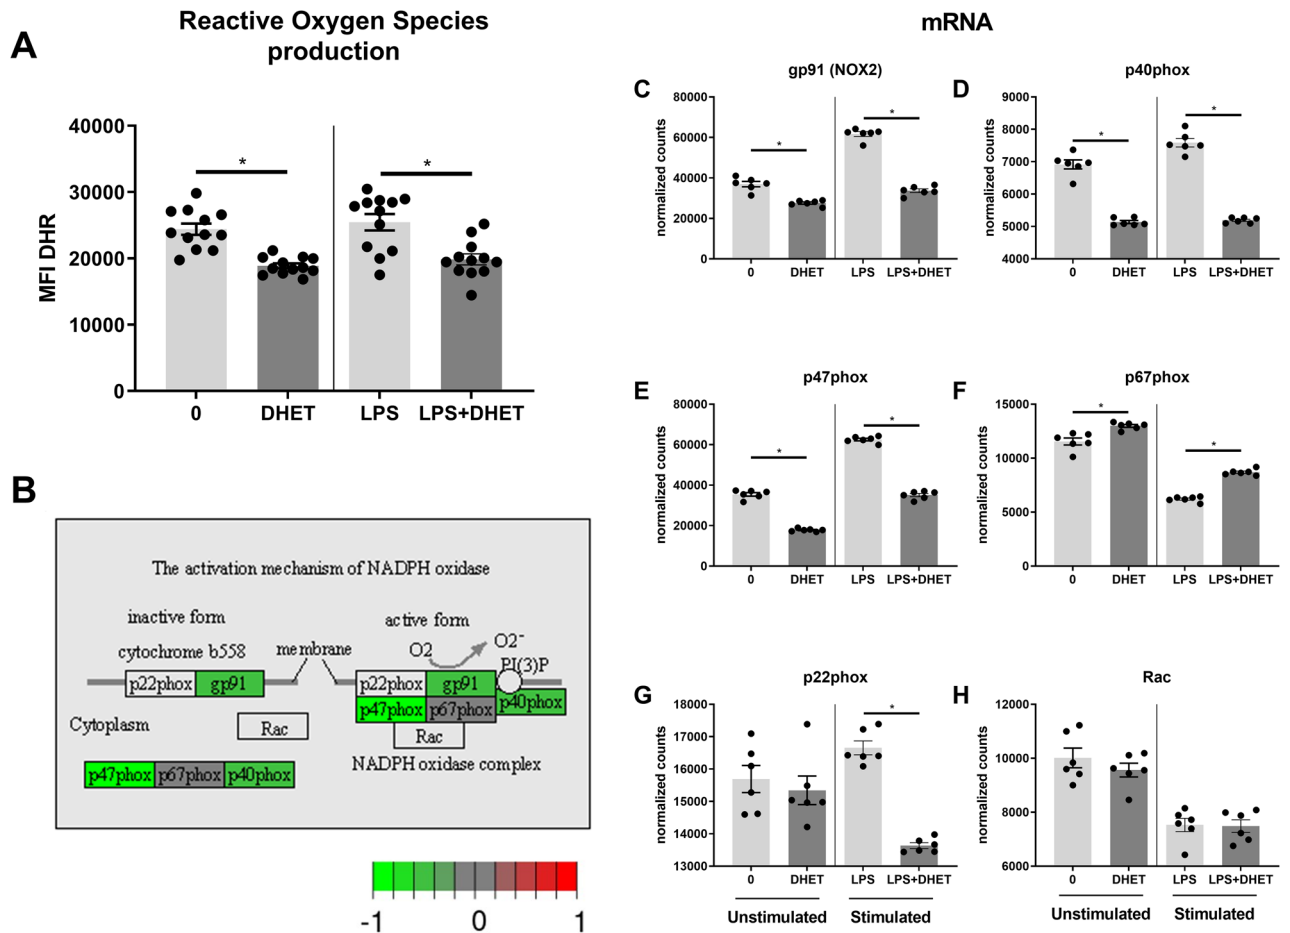 A
Reactive Oxygen Species
production
MFI DHR
40000
30000
20000
10000
0
*
*
0
DHET
LPS
LPS+DHET
B
The activation mechanism of NADPH oxidase
inactive form
active form
cytochrome b558
membrane
O2
O2-
PI(3)P
p22phox
gp91
p22phox
gp91
p47phox
p67phox
p40phox
Cytoplasm
Rac
Rac
NADPH oxidase complex
p47phox
p67phox
p40phox
-1
0
1
mRNA
C
gp91 (NOX2)
normalized counts
80000
60000
40000
20000
0
*
*
0
DHET
LPS
LPS+DHET
D
p40phox
normalized counts
9000
8000
7000
6000
5000
4000
*
*
0
DHET
LPS
LPS+DHET
E
p47phox
normalized counts
80000
60000
40000
20000
0
*
*
0
DHET
LPS
LPS+DHET
F
p67phox
normalized counts
15000
10000
5000
0
*
*
0
DHET
LPS
LPS+DHET
G
p22phox
normalized counts
18000
17000
16000
15000
14000
13000
*
0
DHET
LPS
LPS+DHET
Unstimulated
Stimulated
H
Rac
normalized counts
12000
10000
8000
6000
0
DHET
LPS
LPS+DHET
Unstimulated
Stimulated